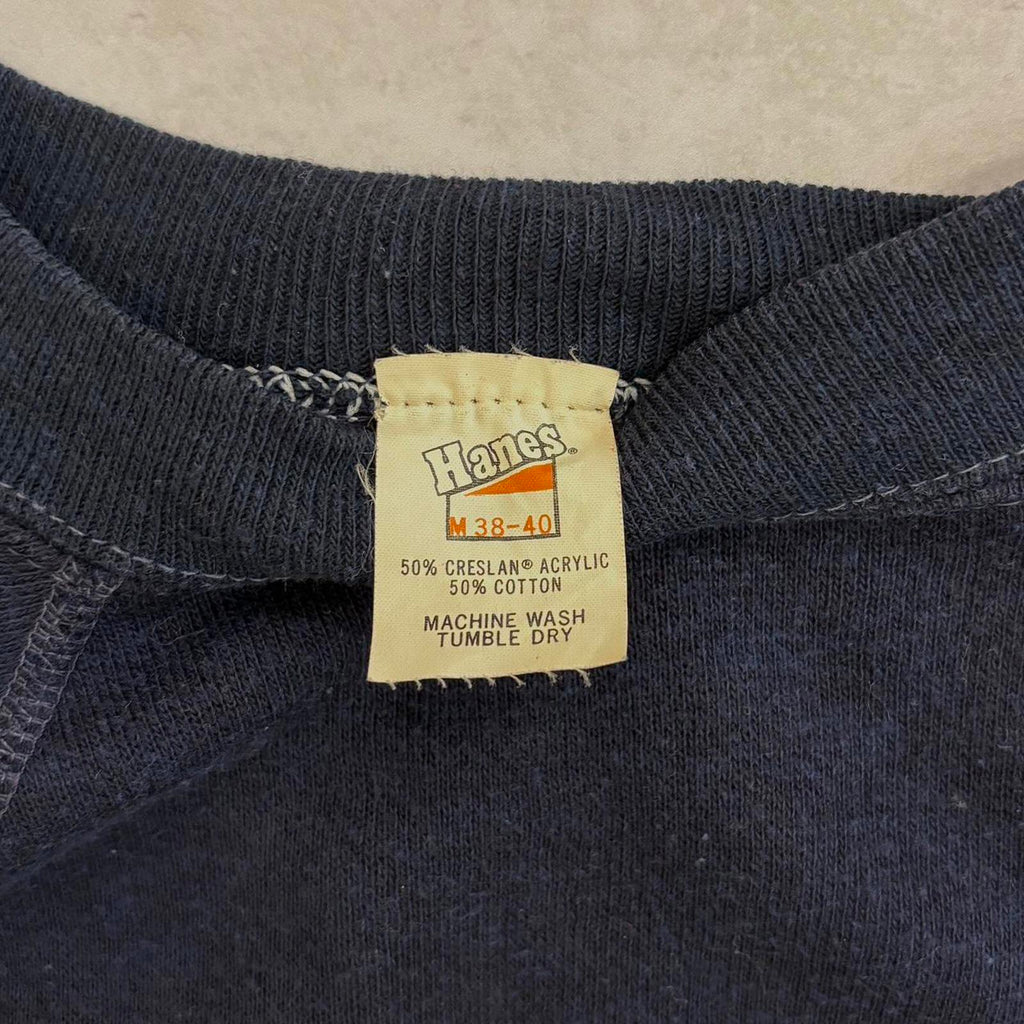 Hanes®
M 38-40
50% CRESLAN® ACRYLIC
50% COTTON
MACHINE WASH
TUMBLE DRY